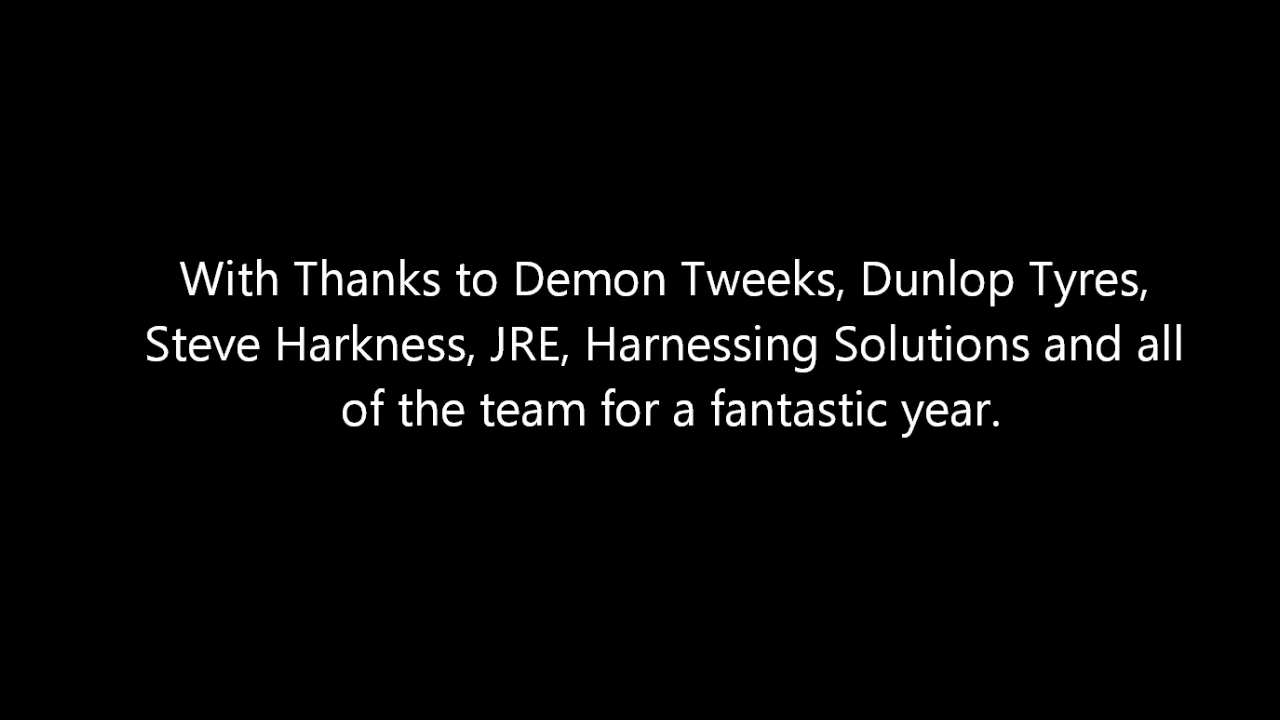 With Thanks to Demon Tweeks, Dunlop Tyres,
Steve Harkness, JRE, Harnessing Solutions and all
of the team for a fantastic year.